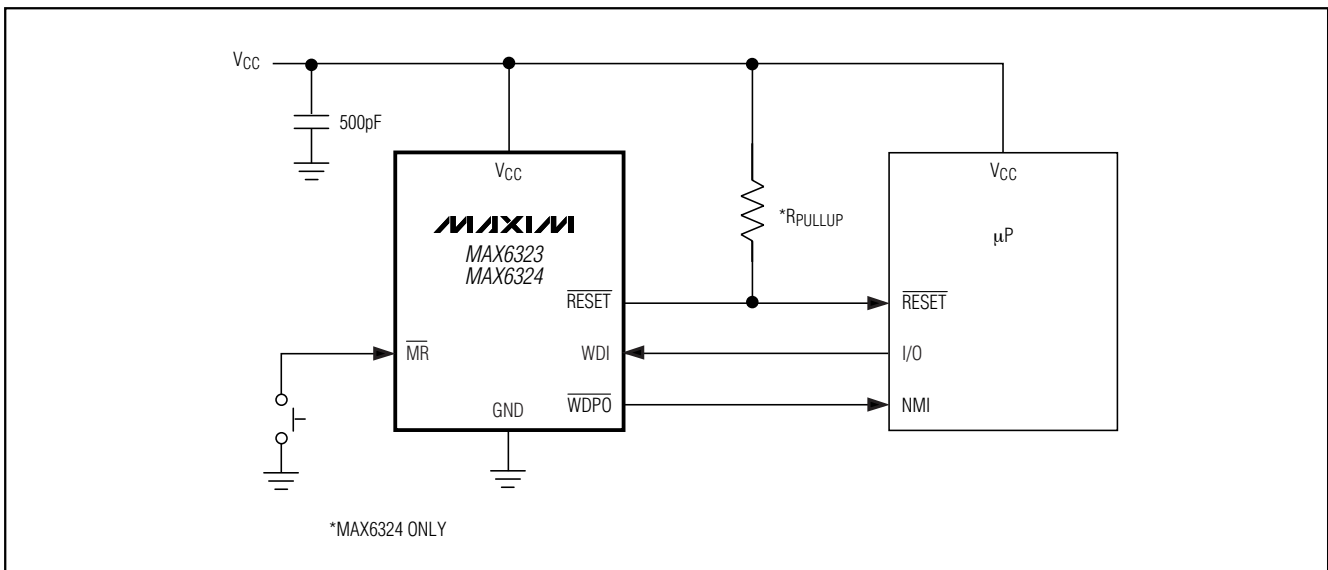 VCC
500pF
VCC
MAXIM
MAX6323
MAX6324
RESET
MR
WDI
GND
WDPO
*RPULLUP
VCC
μP
RESET
I/O
NMI
*MAX6324 ONLY